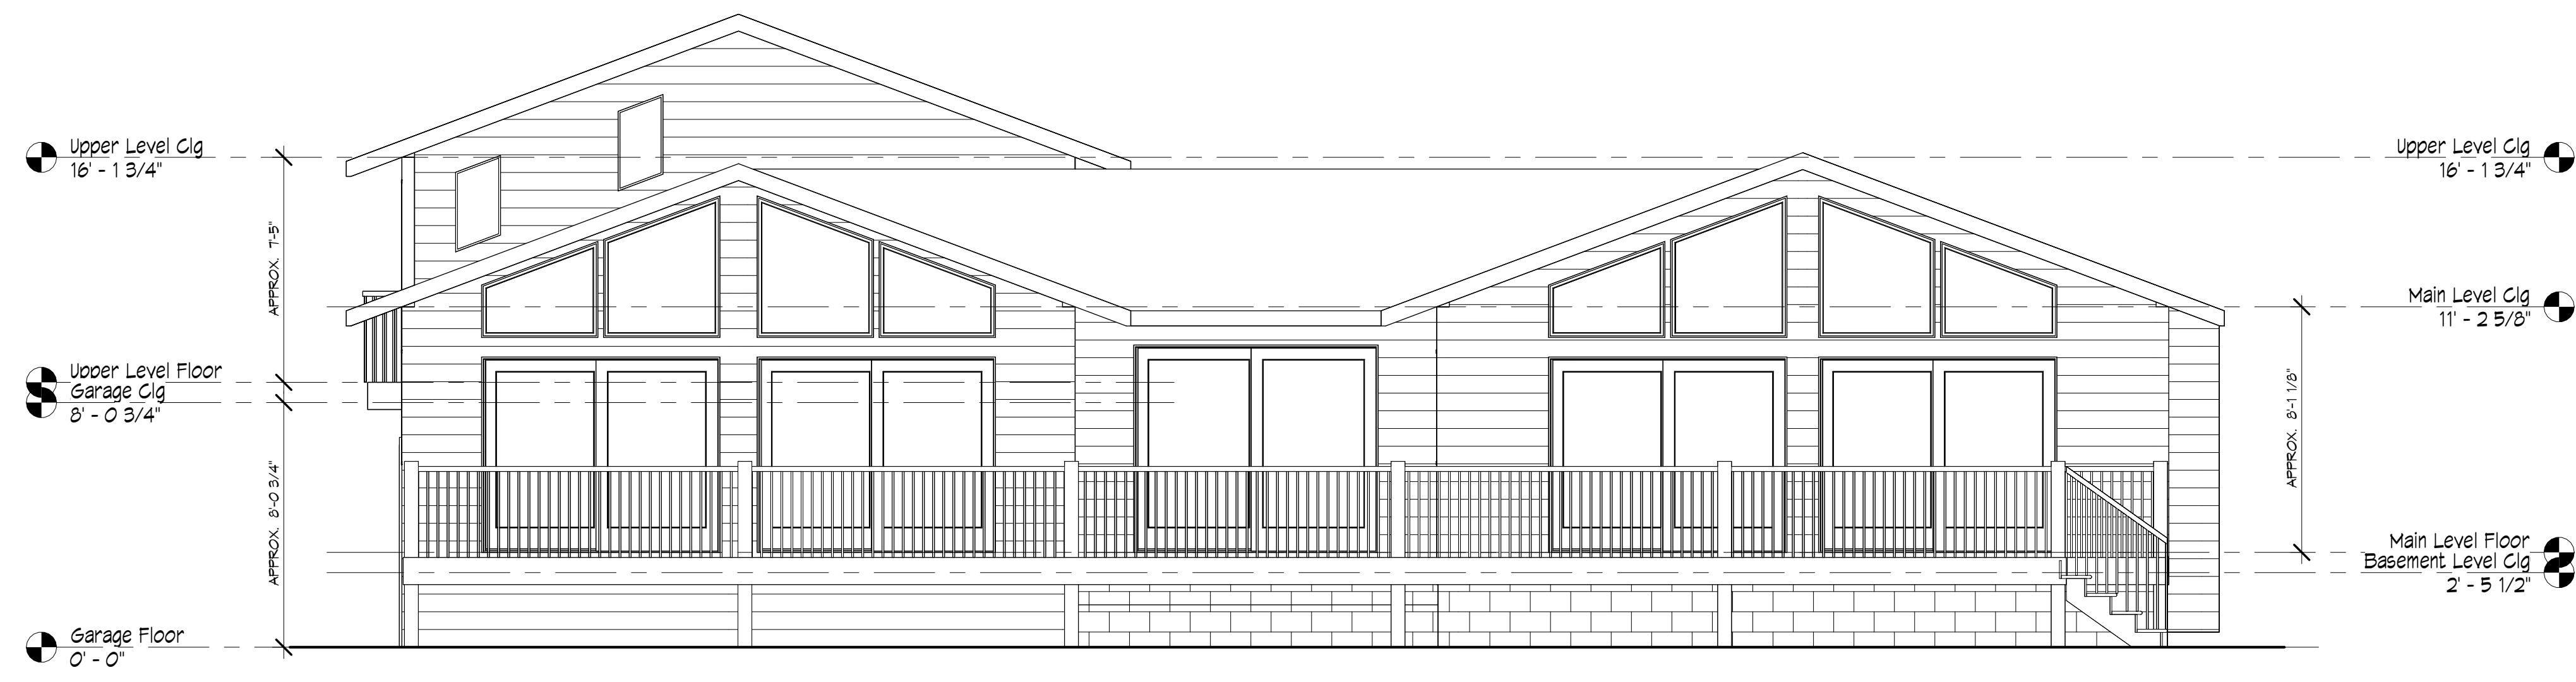 Upper Level Clg
16' - 1 3/4"
APPROX. 7'-5"
Upper Level Floor
Garage Clg
8' - 0 3/4"
APPROX. 8'-0 3/4"
Garage Floor
0' - 0"
Upper Level Clg
16' - 1 3/4"
Main Level Clg
11' - 2 5/8"
APPROX. 8'-1 1/8"
Main Level Floor
Basement Level Clg
2' - 5 1/2"